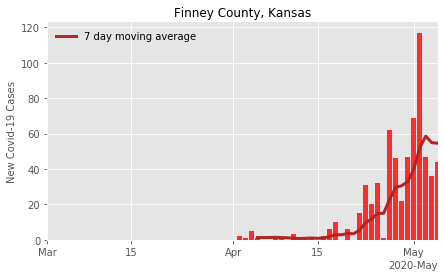 Finney County, Kansas
7 day moving average
New Covid-19 Cases
120
100
80
60
40
20
0
Mar
15
Apr
15
May
2020-May